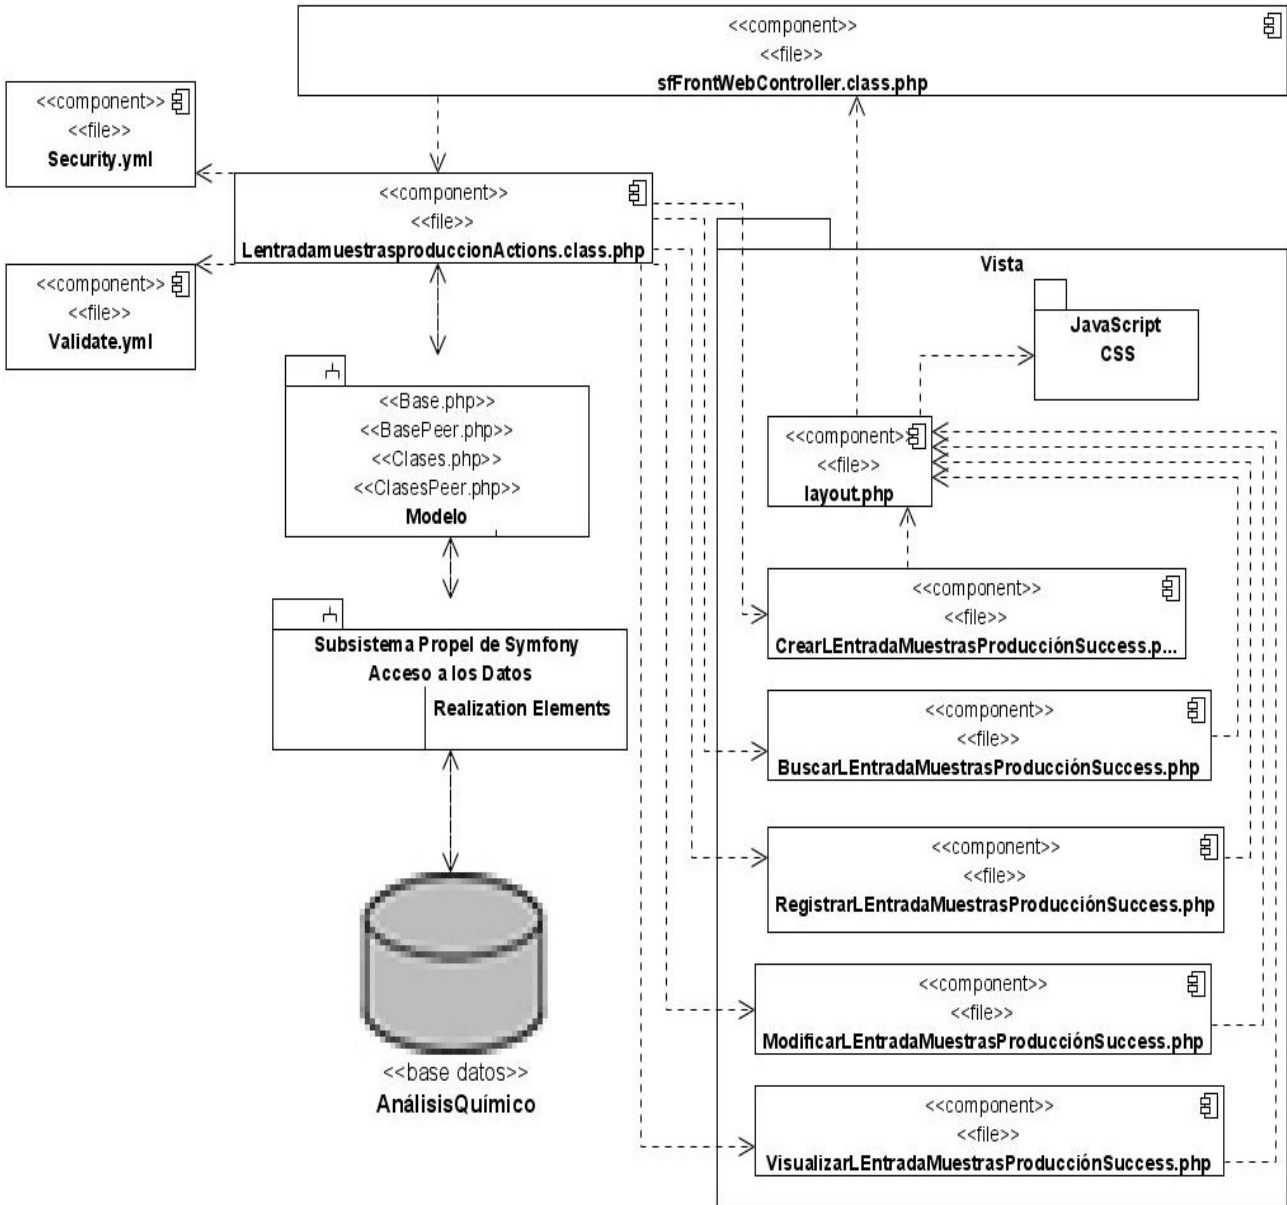 <<component>>
<<file>>
sfFrontWebController.class.php
<<component>>
<<file>>
Security.yml
<<component>>
<<file>>
LentradamuestrasproduccionActions.class.php
<<component>>
<<file>>
Validate.yml
<<Base.php>>
<<BasePeer.php>>
<<Clases.php>>
<<ClasesPeer.php>>
Modelo
Subsistema Propel de Symfony
Acceso a los Datos
Realization Elements
<<base datos>>
AnálisisQuímico
Vista
JavaScript
CSS
<<component>>
<<file>>
layout.php
<<component>>
<<file>>
CrearLEntradaMuestrasProducciónSuccess.p...
<<component>>
<<file>>
BuscarLEntradaMuestrasProducciónSuccess.php
<<component>>
<<file>>
RegistrarLEntradaMuestrasProducciónSuccess.php
<<component>>
<<file>>
ModificarLEntradaMuestrasProducciónSuccess.php
<<component>>
<<file>>
VisualizarLEntradaMuestrasProducciónSuccess.php